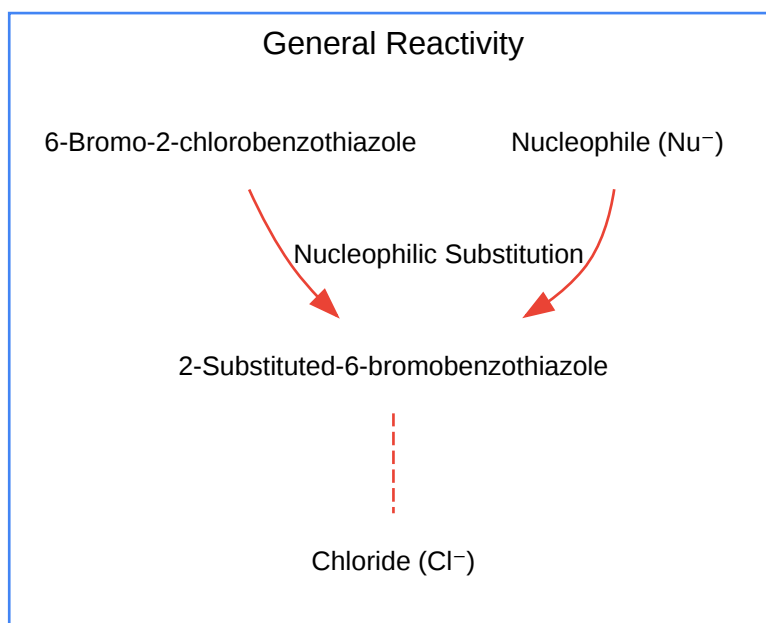 General Reactivity
6-Bromo-2-chlorobenzothiazole
Nucleophile (Nu⁻)
Nucleophilic Substitution
2-Substituted-6-bromobenzothiazole
Chloride (Cl⁻)